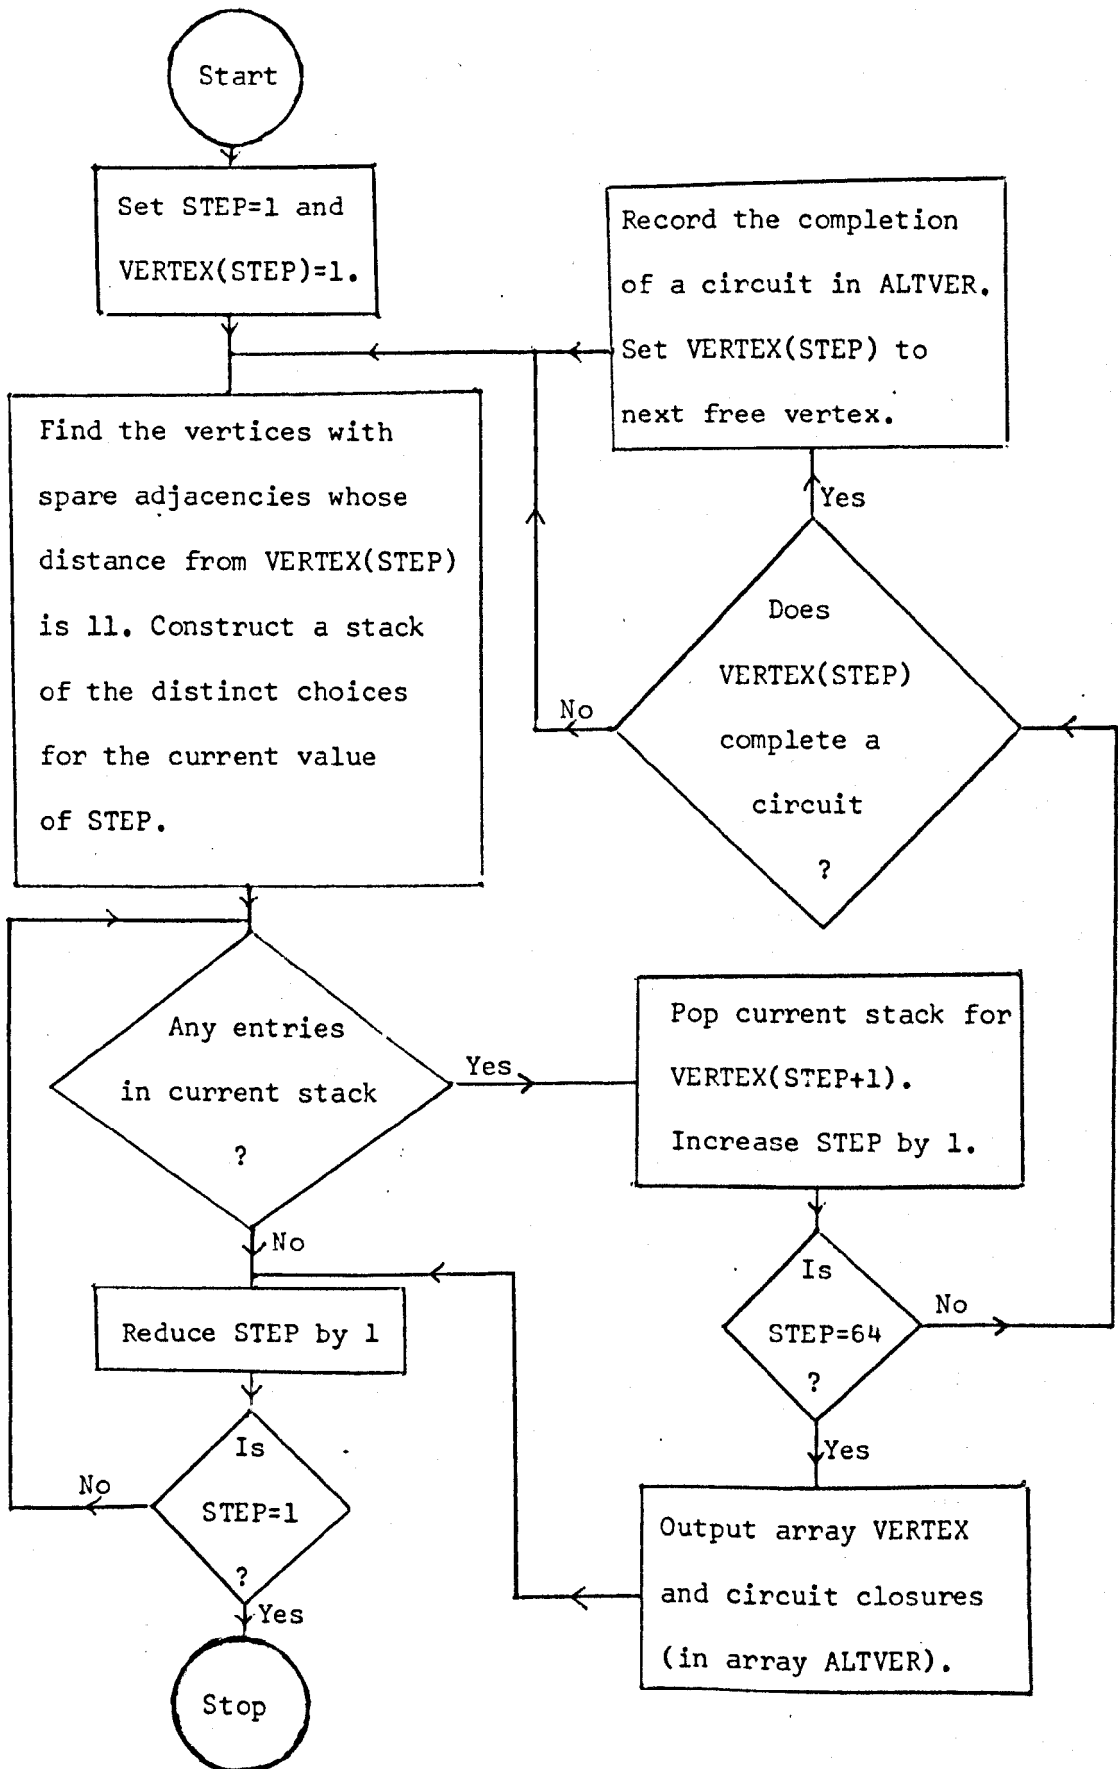 Start
Set STEP=1 and
VERTEX(STEP)=1.
Record the completion
of a circuit in ALTVER.
Set VERTEX(STEP) to
next free vertex.
Find the vertices with
spare adjacencies whose
distance from VERTEX(STEP)
is 11. Construct a stack
of the distinct choices
for the current value
of STEP.
Yes
Does
VERTEX(STEP)
complete a
circuit
?
No
Any entries
in current stack
?
Yes
Pop current stack for
VERTEX(STEP+1).
Increase STEP by 1.
No
Reduce STEP by 1
Is
STEP=64
?
No
Yes
Is
STEP=1
?
No
Yes
Output array VERTEX
and circuit closures
(in array ALTVER).
Stop